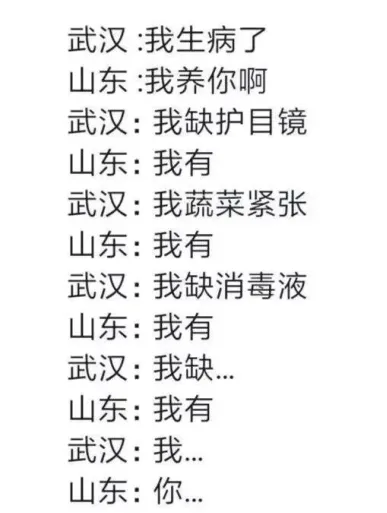 武汉 :我生病了
山东 :我养你啊
武汉: 我缺护目镜
山东: 我有
武汉: 我蔬菜紧张
山东: 我有
武汉: 我缺消毒液
山东: 我有
武汉: 我缺...
山东: 我有
武汉: 我...
山东: 你...